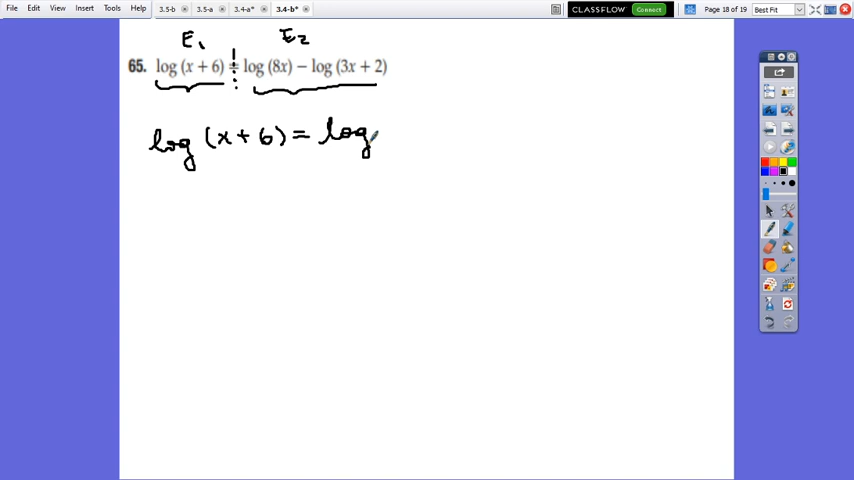 File Edit View Insert Tools Help 3.5-b 3.5-a 3.4-a* 3.4-b* CLASSFLOW Connect Page 18 of 19 Best Fit
E₁ E₂
65. log (x + 6) = log (8x) − log (3x + 2)
log (x + 6) = log